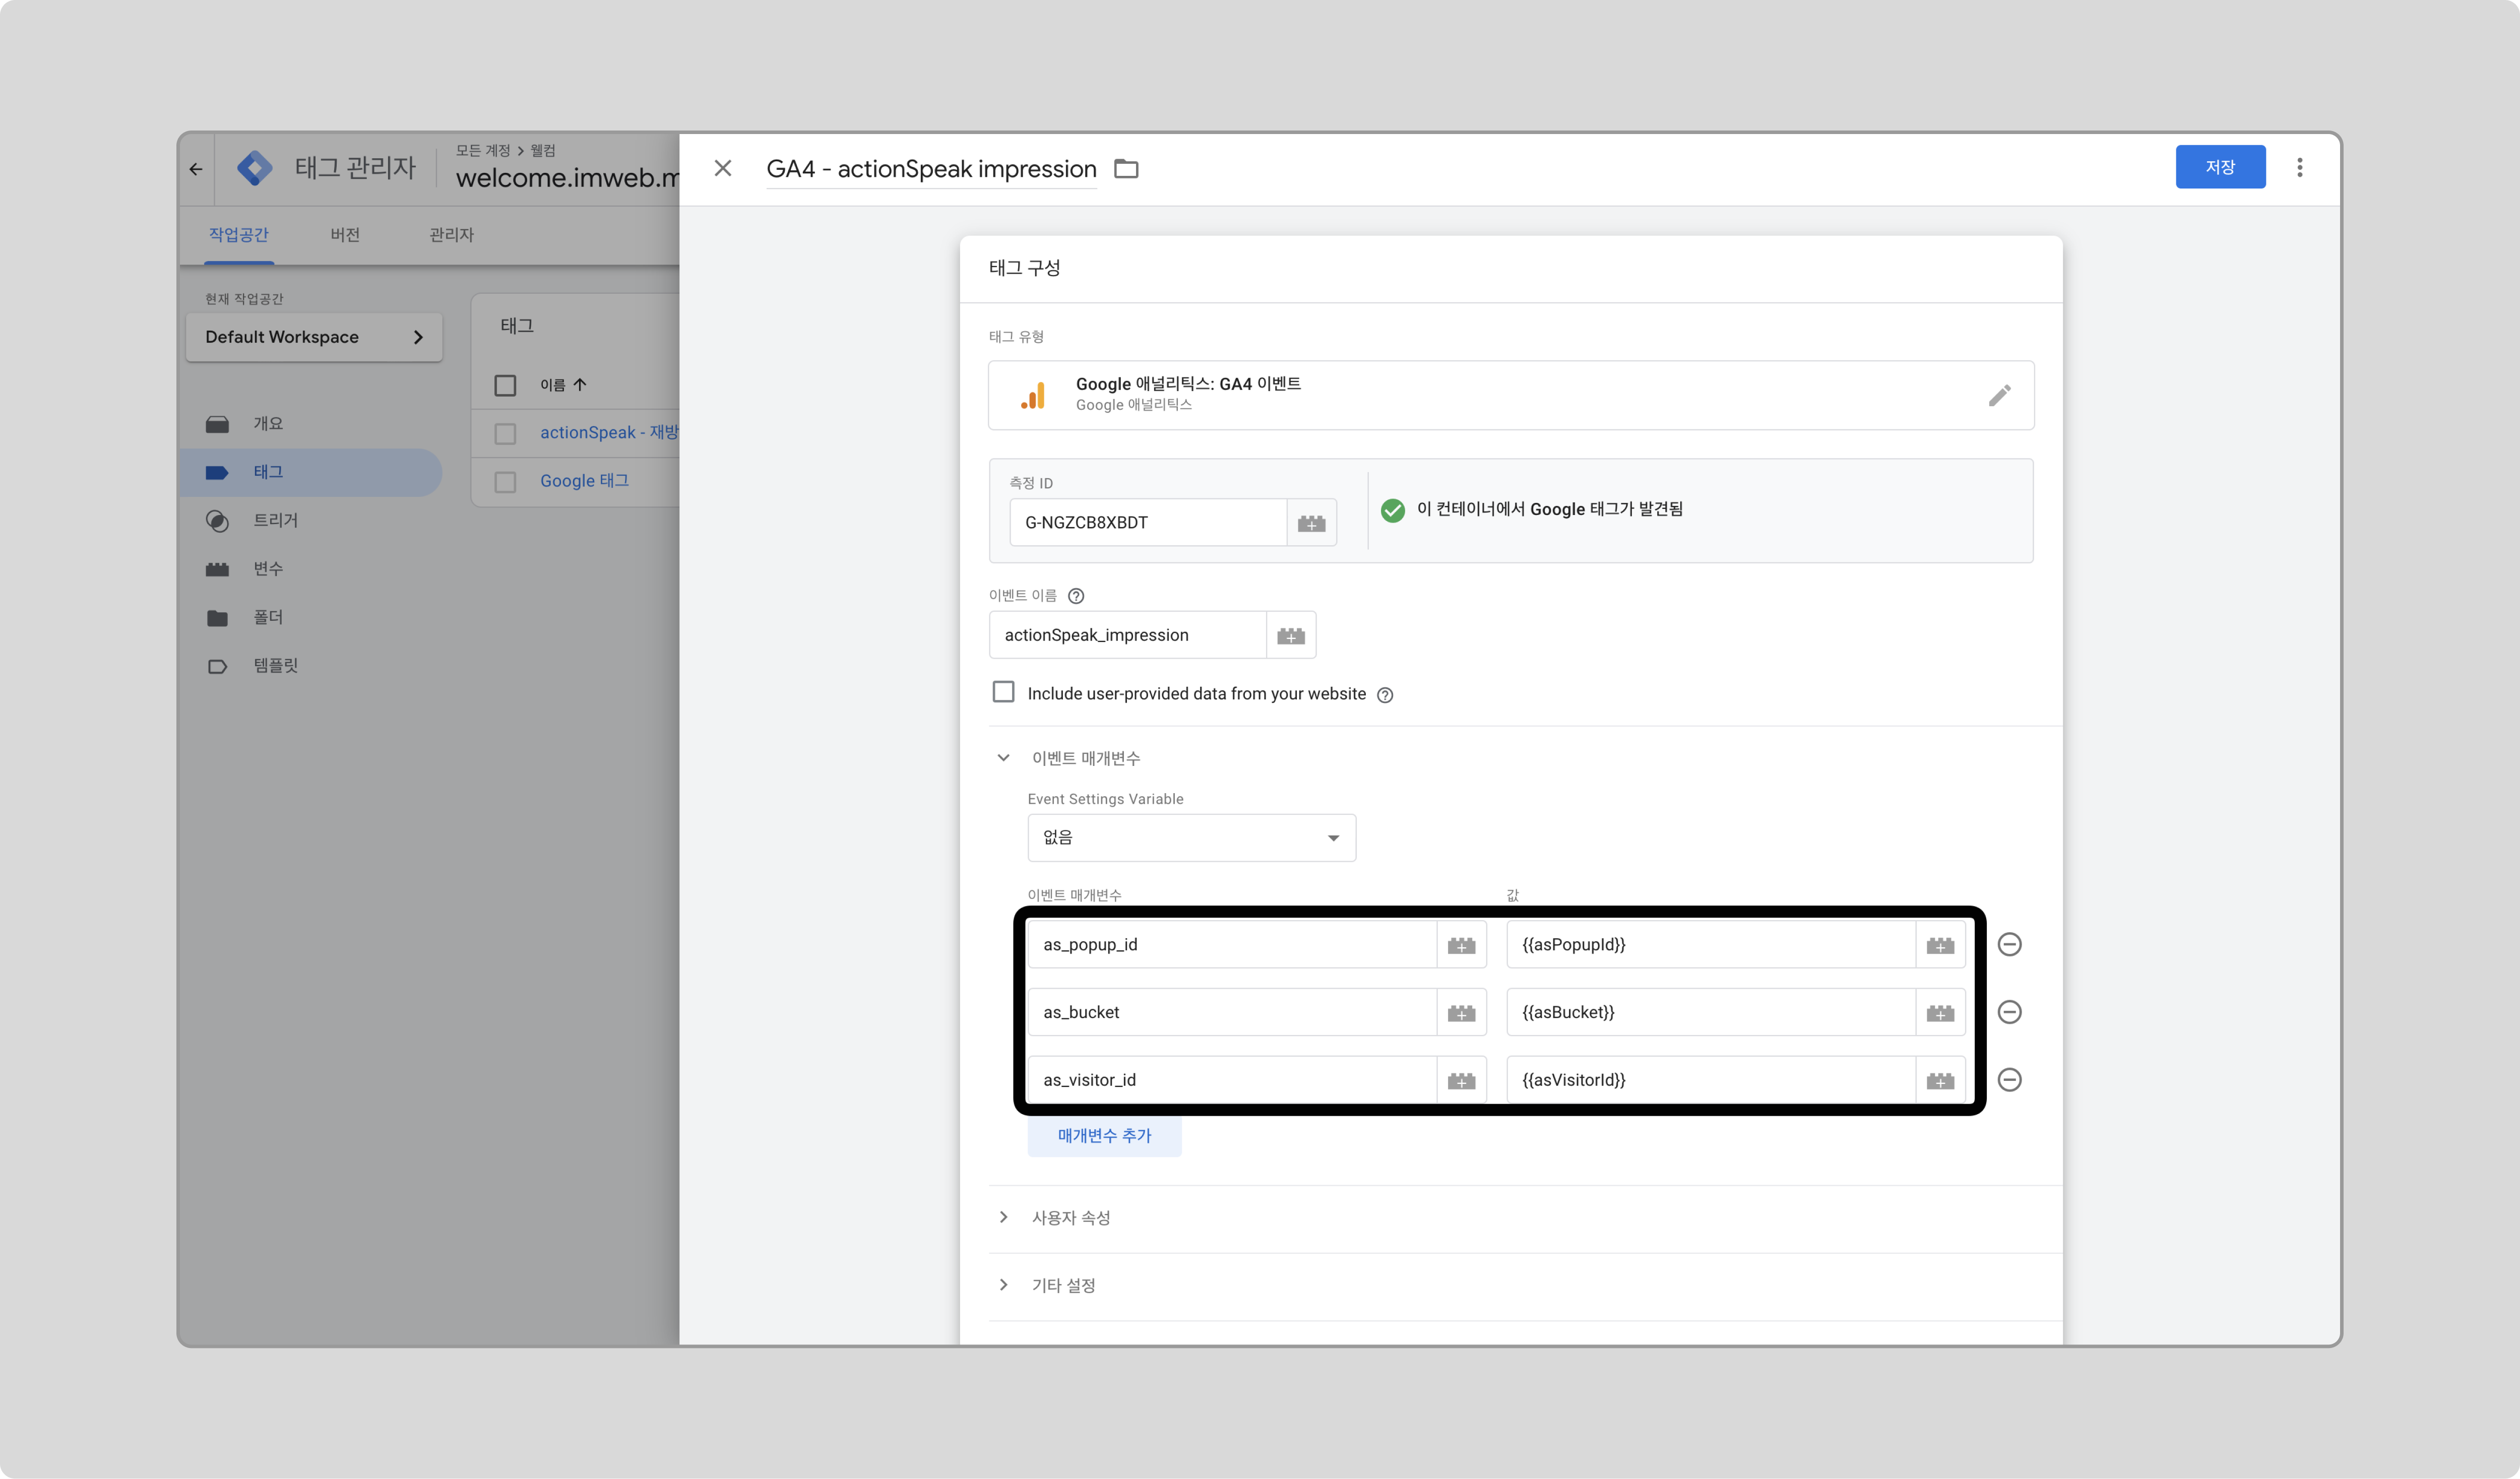 태그 관리자
모든 계정 > 웰컴
welcome.imweb.m
작업공간
버전
관리자
현재 작업공간
Default Workspace
개요
태그
트리거
변수
폴더
템플릿
태그
이름
actionSpeak - 재방
Google 태그
GA4 - actionSpeak impression
저장
태그 구성
태그 유형
Google 애널리틱스: GA4 이벤트
Google 애널리틱스
측정 ID
G-NGZCB8XBDT
이 컨테이너에서 Google 태그가 발견됨
이벤트 이름
actionSpeak_impression
Include user-provided data from your website
이벤트 매개변수
Event Settings Variable
없음
이벤트 매개변수 값
as_popup_id {{asPopupId}}
as_bucket {{asBucket}}
as_visitor_id {{asVisitorId}}
매개변수 추가
사용자 속성
기타 설정